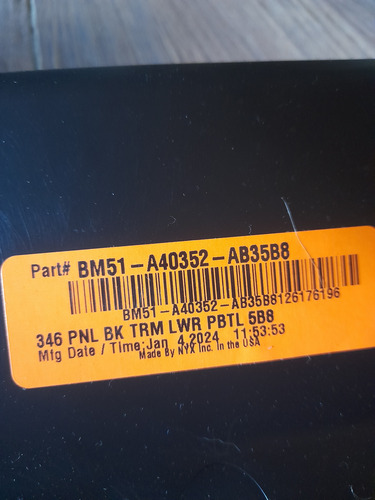 Part# BM51-A40352-AB35B8
BM51-A40352-AB35B8126176196
346 PNL BK TRM LWR PBTL 5B8
Mfg Date / Time:Jan 4 2024 11:53:53
Made By NYX Inc. In the USA